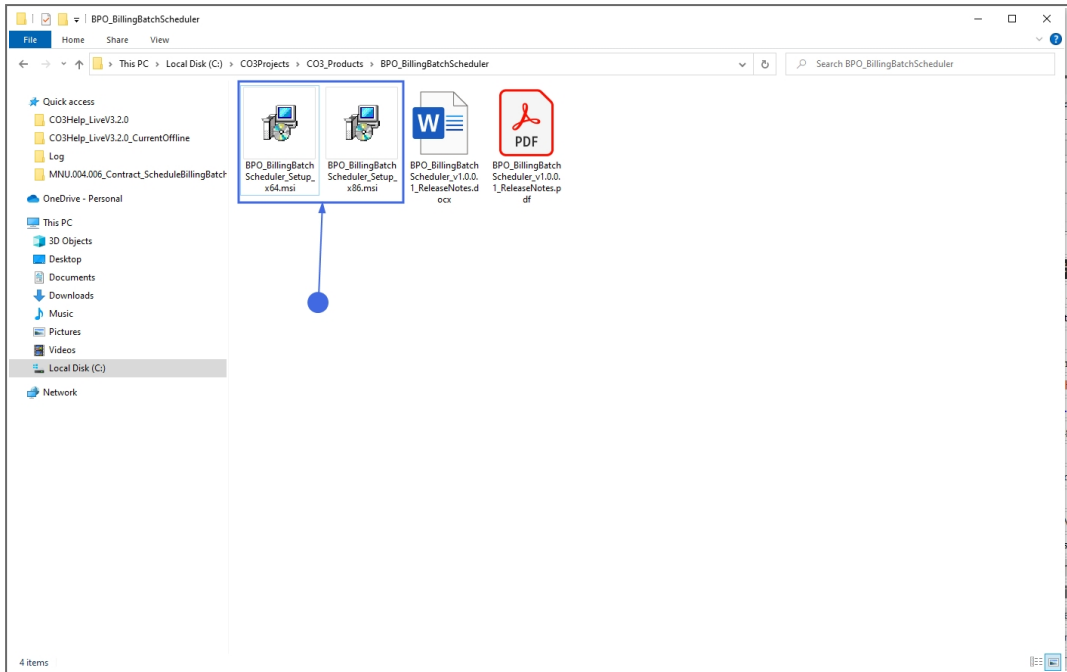 BPO_BillingBatchScheduler
File Home Share View
This PC > Local Disk (C:) > CO3Projects > CO3_Products > BPO_BillingBatchScheduler
Search BPO_BillingBatchScheduler
Quick access
CO3Help_LiveV3.2.0
CO3Help_LiveV3.2.0_CurrentOffline
Log
MNU.004.006_Contract_ScheduleBillingBatch
OneDrive - Personal
This PC
3D Objects
Desktop
Documents
Downloads
Music
Pictures
Videos
Local Disk (C:)
Network
BPO_BillingBatch
Scheduler_Setup_
x64.msi
BPO_BillingBatch
Scheduler_Setup_
x86.msi
W
BPO_BillingBatch
Scheduler_v1.0.0.
1_ReleaseNotes.d
ocx
PDF
BPO_BillingBatch
Scheduler_v1.0.0.
1_ReleaseNotes.p
df
4 items